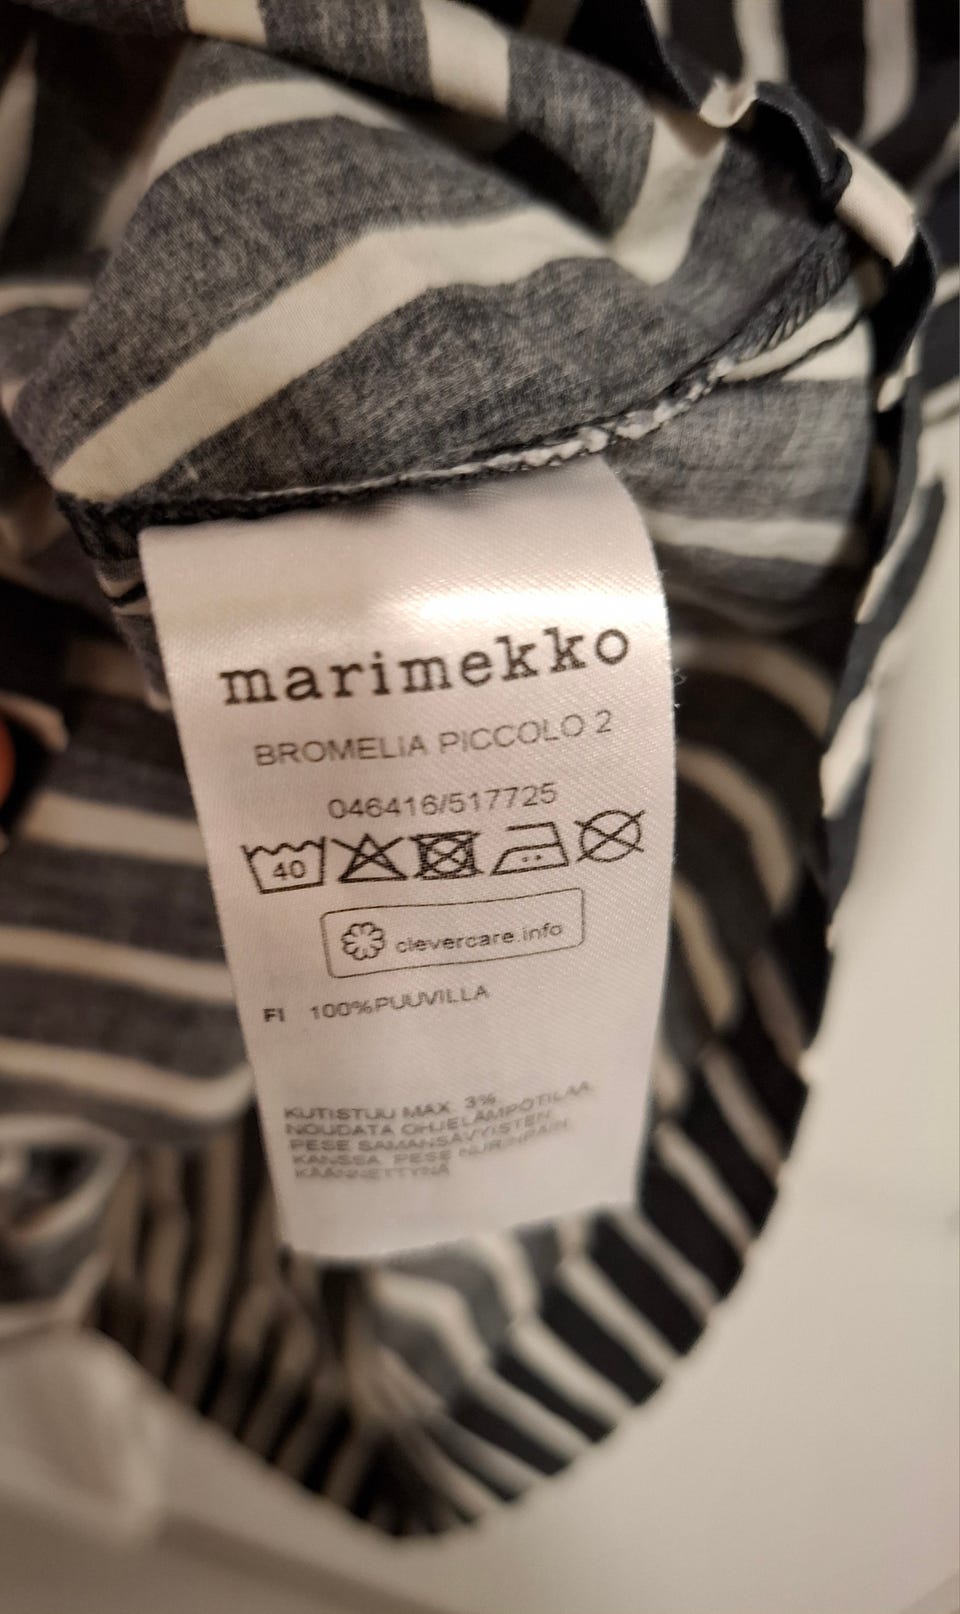 marimekko
BROMELIA PICCOLO 2
046416/517725
40
clevercare.info
FI 100%PUUVILLA
KUTISTUU MAX 3%
NOUDATA OHJELÄMPÖTILAA
PESE SAMANSÄVYISTEN
KANSSA. PESE NURINPÄIN
KÄÄNNETTYNÄ